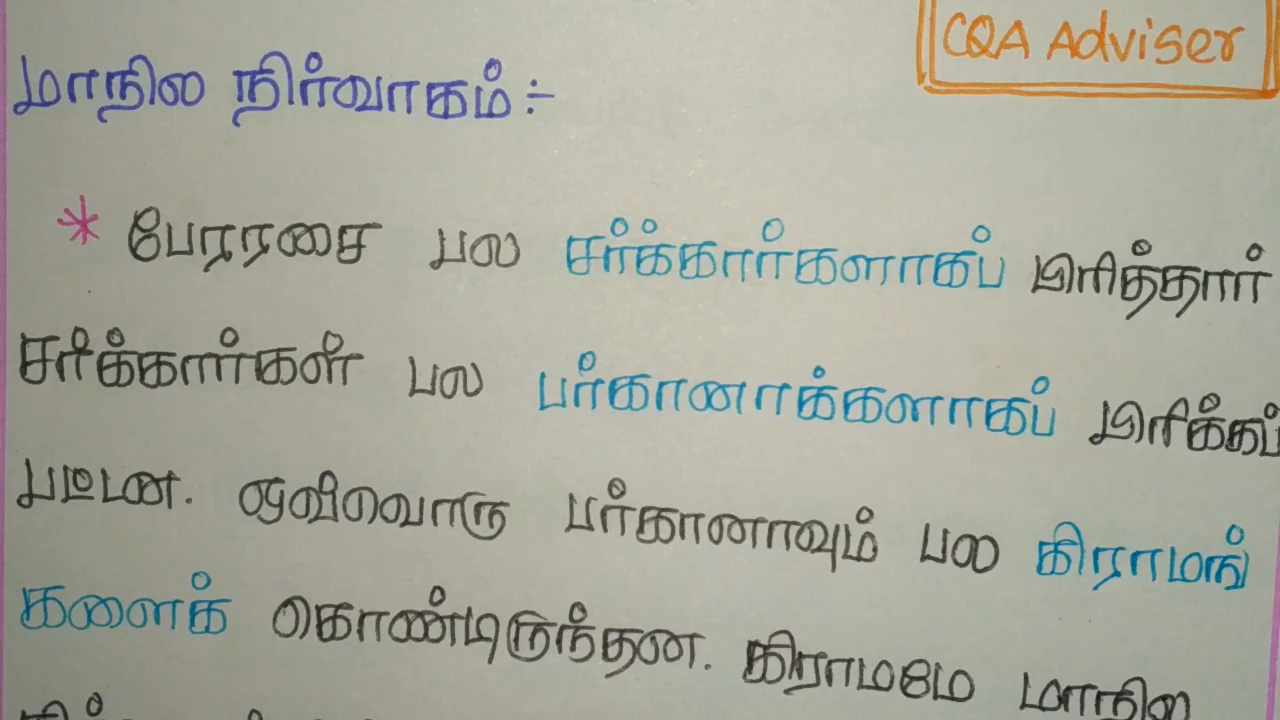 CQA Adviser
மாநில நிர்வாகம் :-
* பேரரசை பல சர்க்கார்களாகப் பிரித்தார்
சர்க்கார்கள் பல பர்கானாக்களாகப் பிரிக்கப்
பட்டன. ஒவ்வொரு பர்கானாவும் பல கிராமங்
களைக் கொண்டிருந்தன. கிராமமே மாநில